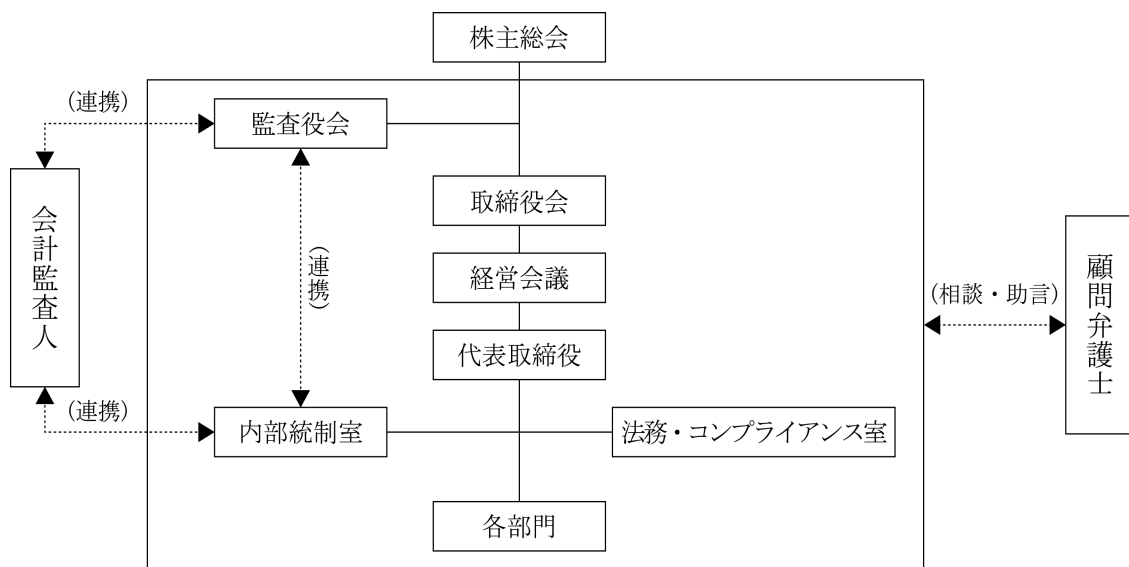 株主総会
(連携)
監査役会
会計監査人
取締役会
(連携)
経営会議
(相談・助言)
顧問弁護士
代表取締役
(連携)
内部統制室
法務・コンプライアンス室
各部門